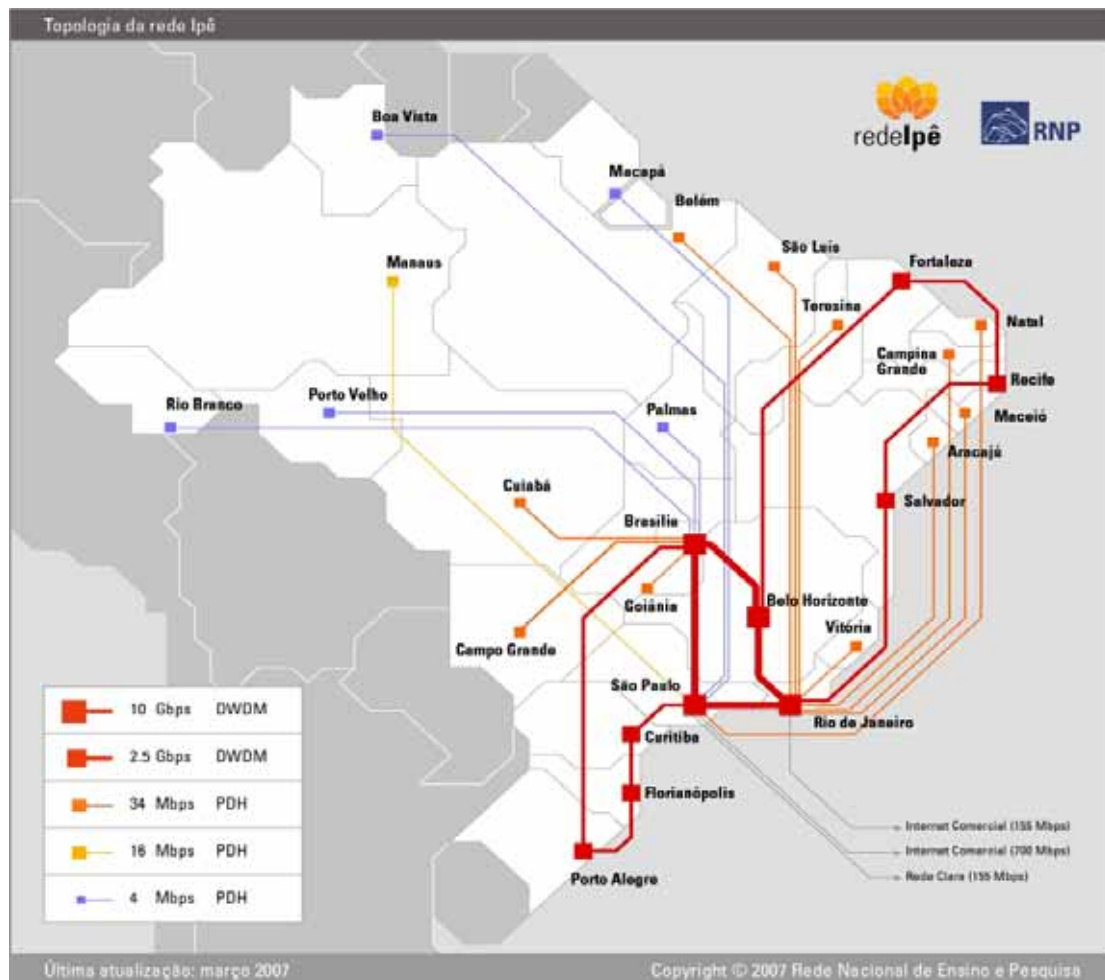 Topologia da rede Ipê
redeIpê
RNP
Boa Vista
Macapá
Belém
São Luís
Fortaleza
Manaus
Teresina
Natal
Campina
Grande
Recife
Rio Branco
Porto Velho
Palmas
Maceió
Aracajú
Cuiabá
Brasília
Salvador
Goiânia
Belo Horizonte
Vitória
Campo Grande
São Paulo
Rio de Janeiro
Curitiba
Florianópolis
Porto Alegre
10 Gbps DWDM
2.5 Gbps DWDM
34 Mbps PDH
16 Mbps PDH
4 Mbps PDH
Internet Comercial (155 Mbps)
Internet Comercial (700 Mbps)
Rede Clara (155 Mbps)
Última atualização: março 2007
Copyright © 2007 Rede Nacional de Ensino e Pesquisa